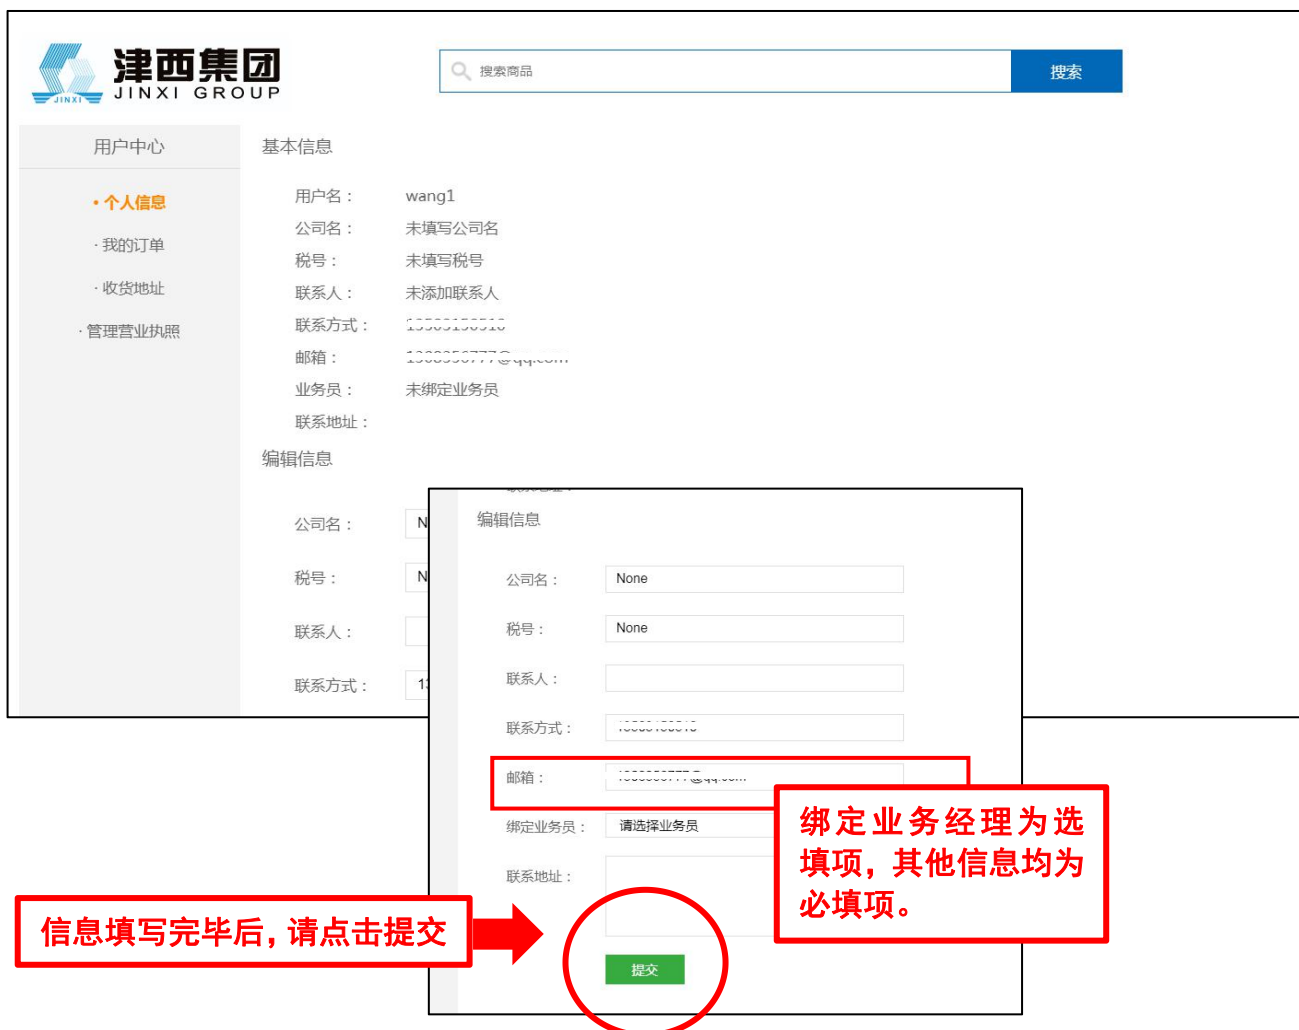 津西集团
JINXI GROUP
JINXI
搜索商品
搜索
用户中心
• 个人信息
· 我的订单
· 收货地址
· 管理营业执照
基本信息
用户名： wang1
公司名： 未填写公司名
税号： 未填写税号
联系人： 未添加联系人
联系方式：
邮箱：
业务员： 未绑定业务员
联系地址：
编辑信息
公司名： N
税号： N
联系人：
联系方式： 13
编辑信息
公司名： None
税号： None
联系人：
联系方式：
邮箱：
绑定业务员： 请选择业务员
联系地址：
提交
绑定业务经理为选
填项，其他信息均为
必填项。
信息填写完毕后，请点击提交